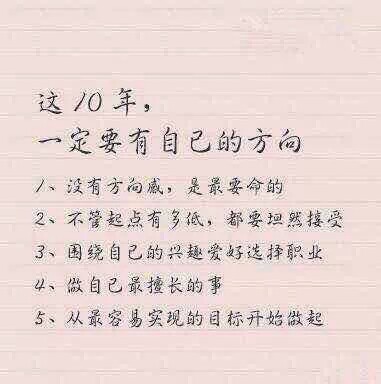 这10年，
一定要有自己的方向
1、没有方向感，是最要命的
2、不管起点有多低，都要坦然接受
3、围绕自己的兴趣爱好选择职业
4、做自己最擅长的事
5、从最容易实现的目标开始做起